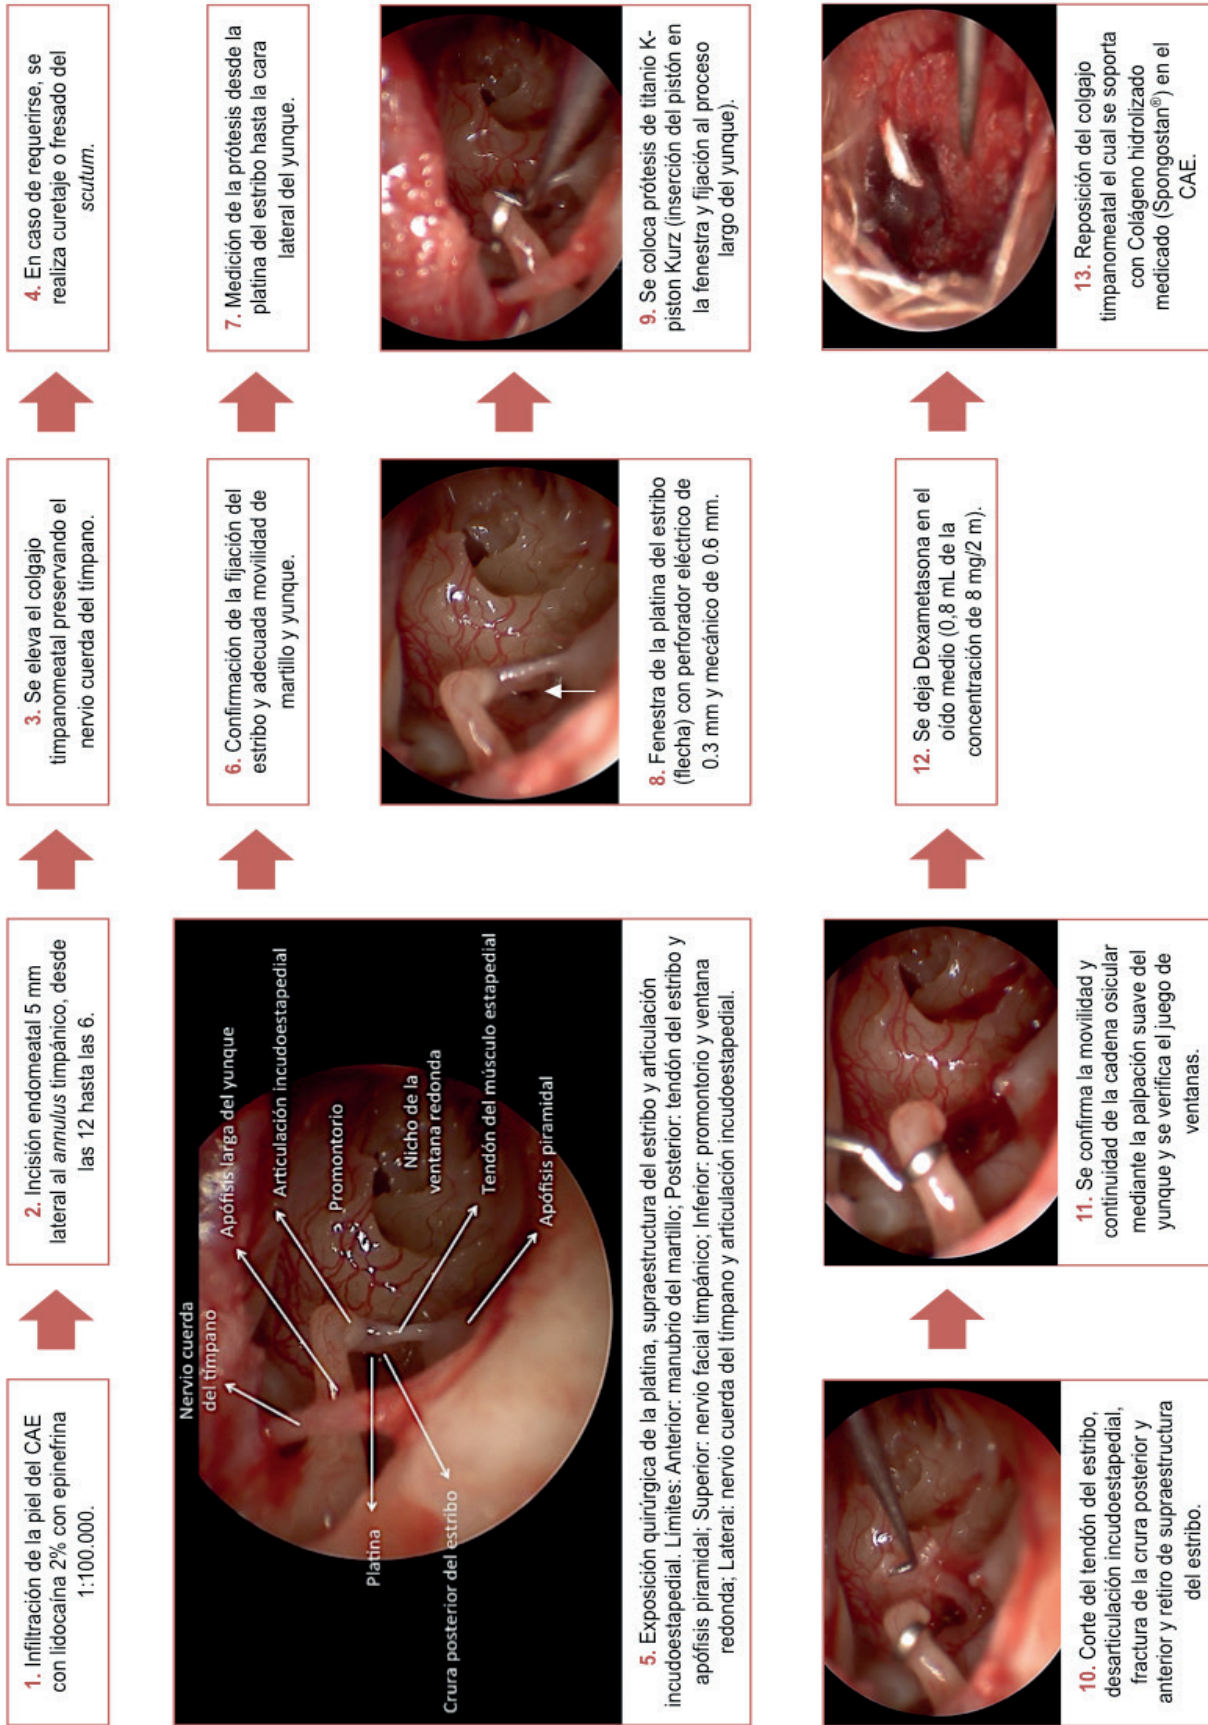 1. Infiltración de la piel del CAE
con lidocaína 2% con epinefrina
1:100.000.
2. Incisión endomeatal 5 mm
lateral al annulus timpánico, desde
las 12 hasta las 6.
3. Se eleva el colgajo
timpanomeatal preservando el
nervio cuerda del tímpano.
4. En caso de requerirse, se
realiza curetaje o fresado del
scutum.
Nervio cuerda
del tímpano
Apófisis larga del yunque
Articulación incudoestapedial
Promontorio
Nicho de la
ventana redonda
Tendón del músculo estapedial
Apófisis piramidal
Platina
Crura posterior del estribo
5. Exposición quirúrgica de la platina, supraestructura del estribo y articulación
incudoestapedial. Límites: Anterior: manubrio del martillo; Posterior: tendón del estribo y
apófisis piramidal; Superior: nervio facial timpánico; Inferior: promontorio y ventana
redonda; Lateral: nervio cuerda del tímpano y articulación incudoestapedial.
6. Confirmación de la fijación del
estribo y adecuada movilidad de
martillo y yunque.
7. Medición de la prótesis desde la
platina del estribo hasta la cara
lateral del yunque.
8. Fenestra de la platina del estribo
(flecha) con perforador eléctrico de
0.3 mm y mecánico de 0.6 mm.
9. Se coloca prótesis de titanio K-
piston Kurz (inserción del pistón en
la fenestra y fijación al proceso
largo del yunque).
10. Corte del tendón del estribo,
desarticulación incudoestapedial,
fractura de la crura posterior y
anterior y retiro de supraestructura
del estribo.
11. Se confirma la movilidad y
continuidad de la cadena osicular
mediante la palpación suave del
yunque y se verifica el juego de
ventanas.
12. Se deja Dexametasona en el
oído medio (0,8 mL de la
concentración de 8 mg/2 m).
13. Reposición del colgajo
timpanomeatal el cual se soporta
con Colágeno hidrolizado
medicado (Spongostan®) en el
CAE.